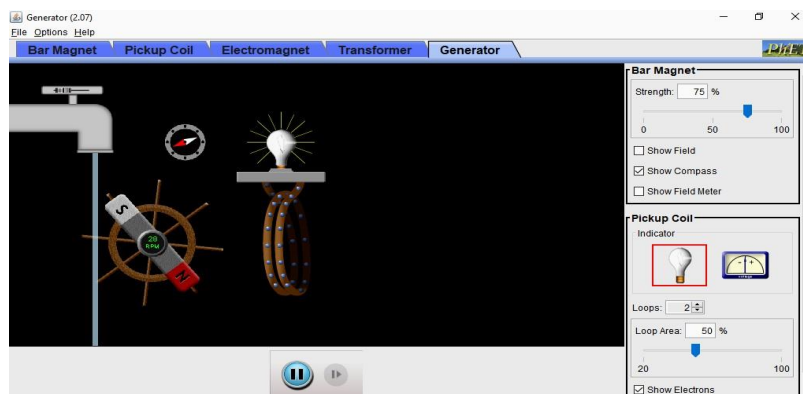 Generator (2.07)
File Options Help
Bar Magnet Pickup Coil Electromagnet Transformer Generator
PhET
Bar Magnet
Strength: 75 %
0 50 100
Show Field
Show Compass
Show Field Meter
S
28
RPM
N
Pickup Coil
Indicator
- +
Loops: 2
Loop Area: 50 %
20 100
Show Electrons